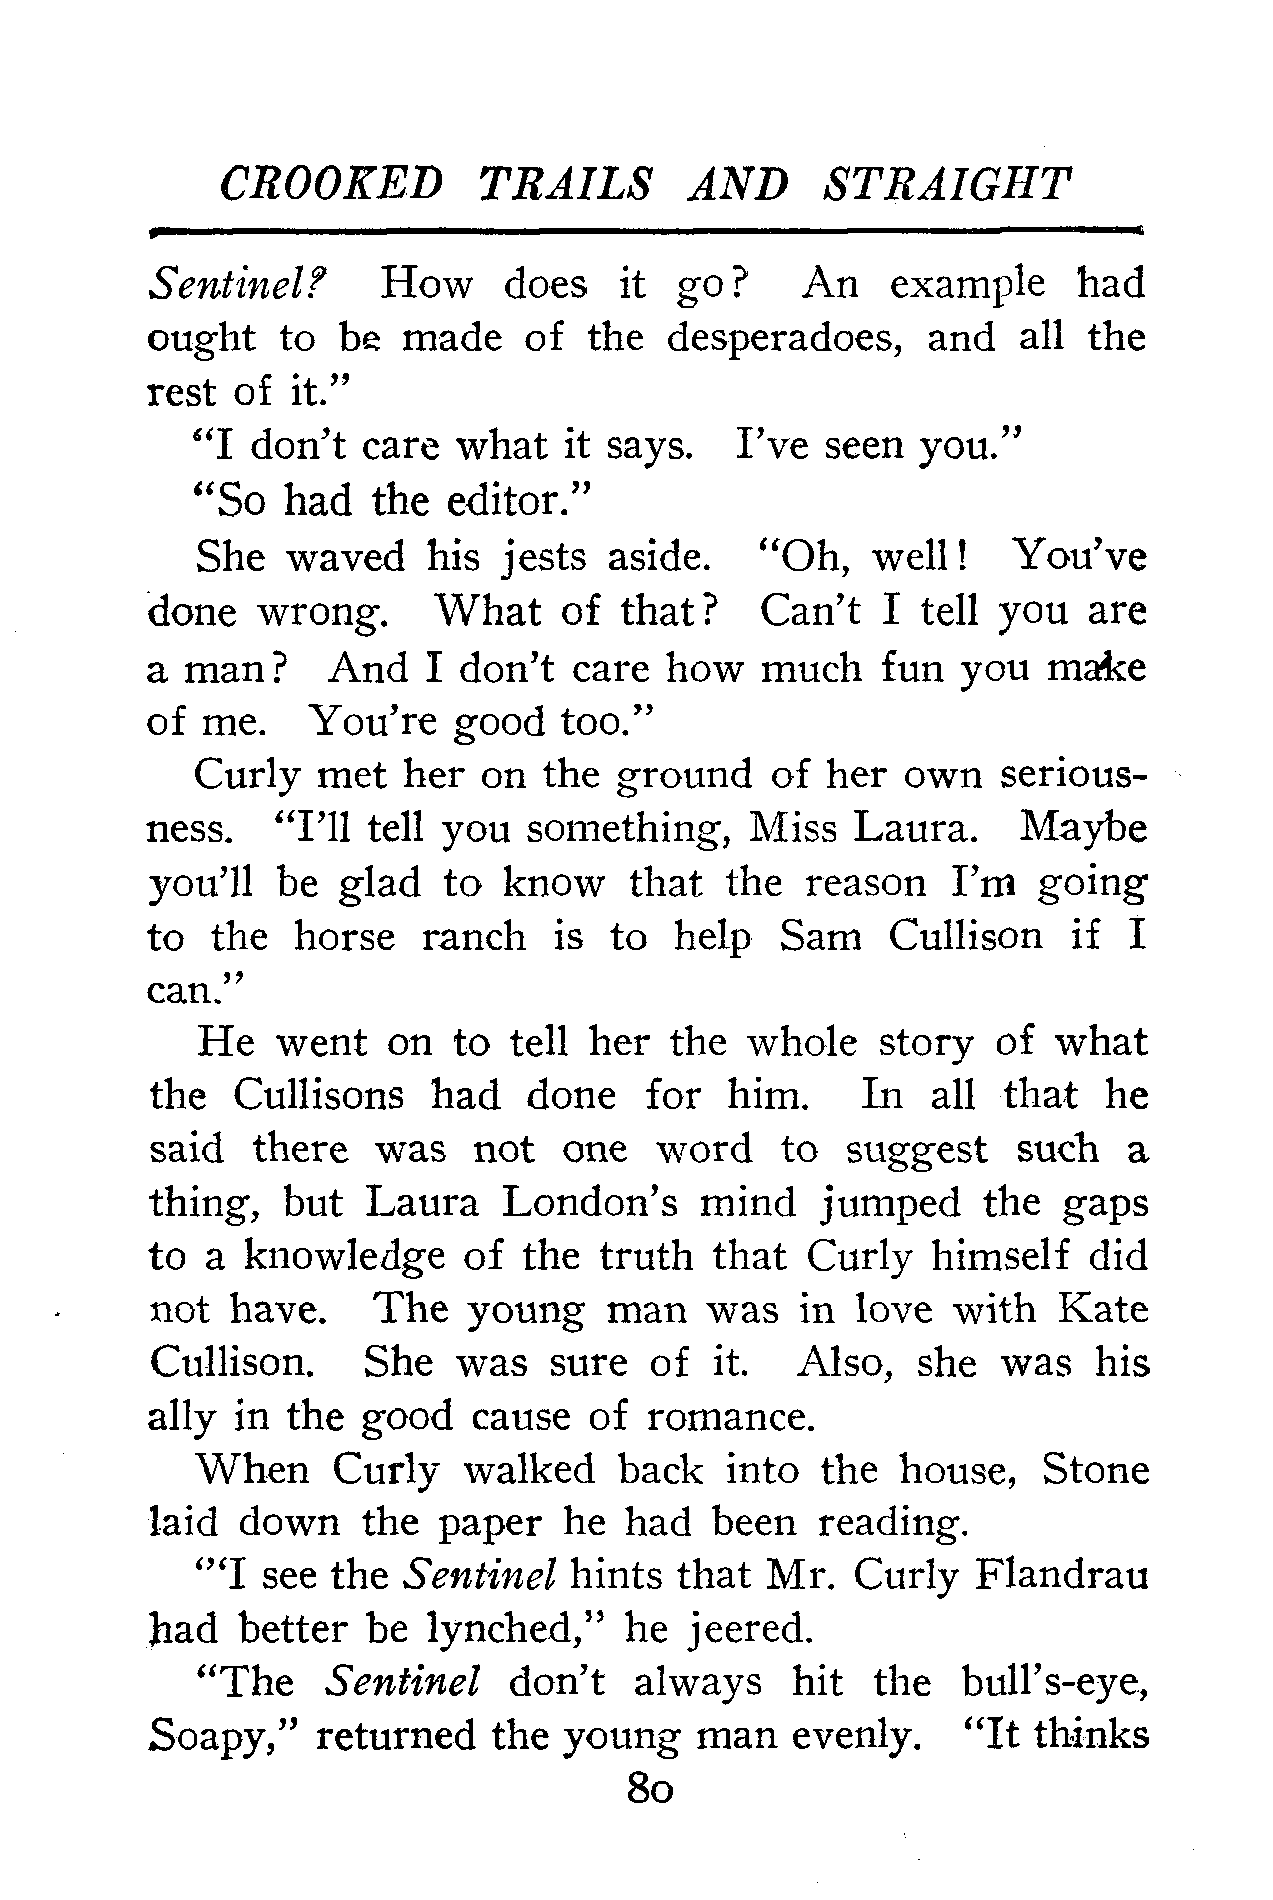 CROOKED TRAILS AND STRAIGHT
Sentinel? How does it go? An example had
ought to be made of the desperadoes, and all the
rest of it."
"I don't care what it says. I've seen you."
"So had the editor."
She waved his jests aside. "Oh, well! You've
done wrong. What of that? Can't I tell you are
a man? And I don't care how much fun you make
of me. You're good too."
Curly met her on the ground of her own serious-
ness. "I'll tell you something, Miss Laura. Maybe
you'll be glad to know that the reason I'm going
to the horse ranch is to help Sam Cullison if I
can."
He went on to tell her the whole story of what
the Cullisons had done for him. In all that he
said there was not one word to suggest such a
thing, but Laura London's mind jumped the gaps
to a knowledge of the truth that Curly himself did
not have. The young man was in love with Kate
Cullison. She was sure of it. Also, she was his
ally in the good cause of romance.
When Curly walked back into the house, Stone
laid down the paper he had been reading.
"I see the Sentinel hints that Mr. Curly Flandrau
had better be lynched," he jeered.
"The Sentinel don't always hit the bull's-eye,
Soapy," returned the young man evenly. "It thinks
80